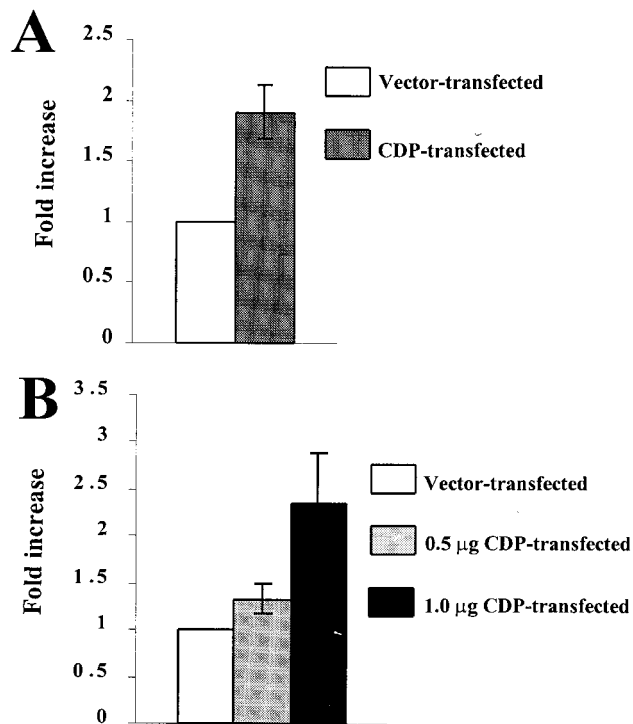 A
Fold increase
2.5
2
1.5
1
0.5
0
Vector-transfected
CDP-transfected
B
Fold increase
3.5
3
2.5
2
1.5
1
0.5
0
Vector-transfected
0.5 µg CDP-transfected
1.0 µg CDP-transfected